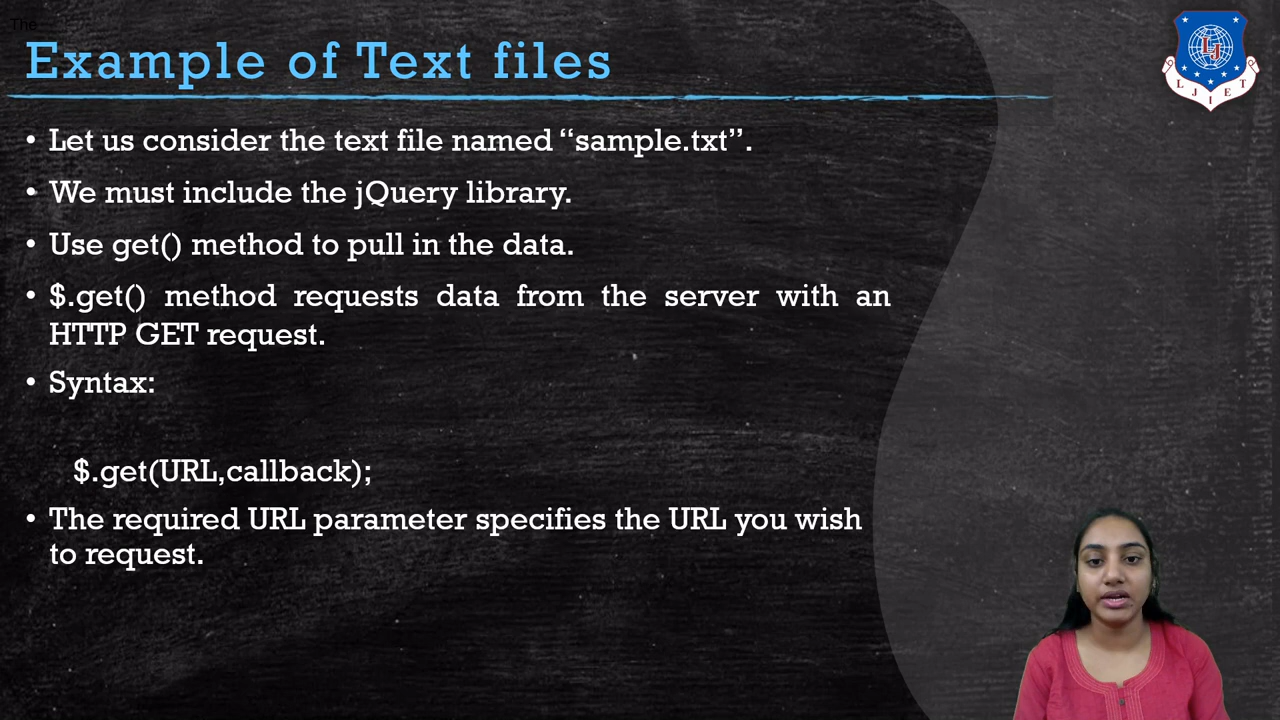 The
Example of Text files
• Let us consider the text file named “sample.txt”.
• We must include the jQuery library.
• Use get() method to pull in the data.
• $.get() method requests data from the server with an
HTTP GET request.
• Syntax:
$.get(URL,callback);
• The required URL parameter specifies the URL you wish
to request.
LJ
LJIET